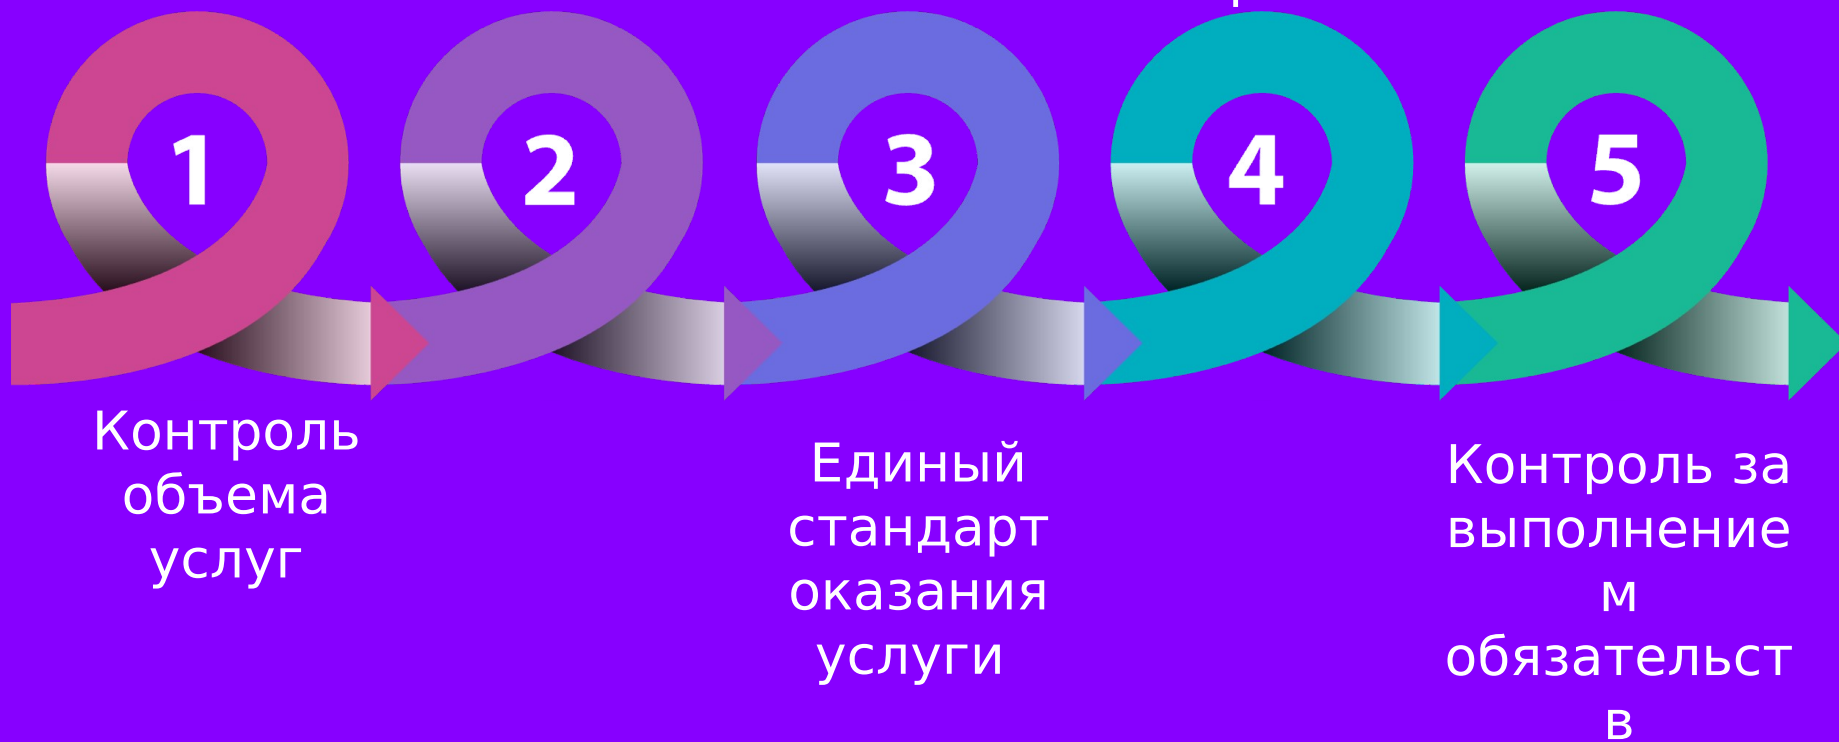 1
2
3
4
5
Контроль
объема
услуг
Единый
стандарт
оказания
услуги
Контроль за
выполнение
м
обязательст
в